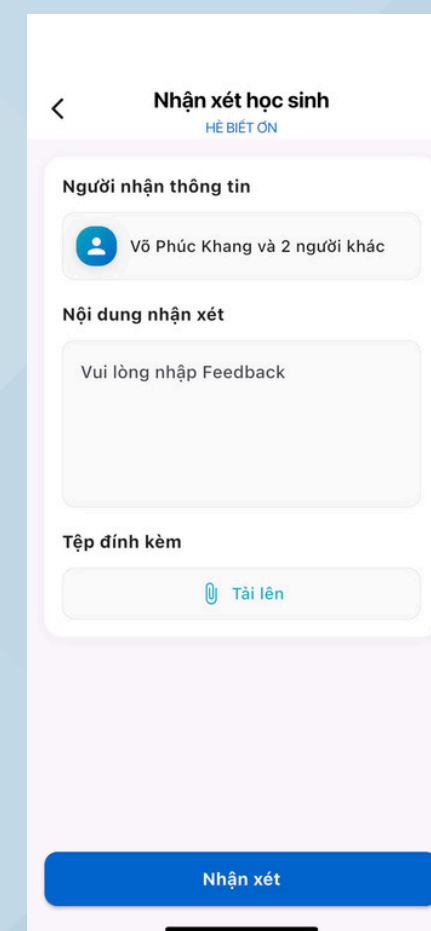 Nhận xét học sinh
HÈ BIẾT ƠN
Người nhận thông tin
Võ Phúc Khang và 2 người khác
Nội dung nhận xét
Vui lòng nhập Feedback
Tệp đính kèm
Tải lên
Nhận xét